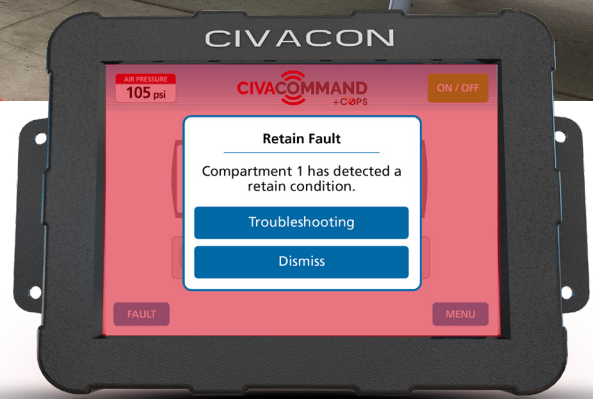 CIVACON
AIR PRESSURE
105 psi
CIVACOMMAND
+COPS
ON / OFF
Retain Fault
Compartment 1 has detected a
retain condition.
Troubleshooting
Dismiss
FAULT
MENU